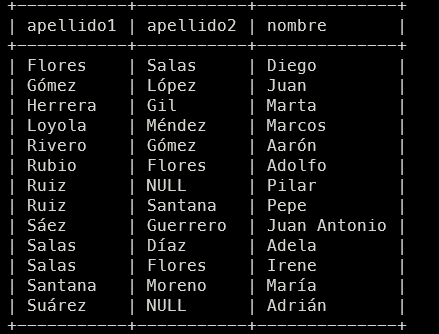 +-----------+-----------+--------------+
| apellido1 | apellido2 | nombre       |
+-----------+-----------+--------------+
| Flores    | Salas     | Diego        |
| Gómez     | López     | Juan         |
| Herrera   | Gil       | Marta        |
| Loyola    | Méndez    | Marcos       |
| Rivero    | Gómez     | Aarón        |
| Rubio     | Flores    | Adolfo       |
| Ruiz      | NULL      | Pilar        |
| Ruiz      | Santana   | Pepe         |
| Sáez      | Guerrero  | Juan Antonio |
| Salas     | Díaz      | Adela        |
| Salas     | Flores    | Irene        |
| Santana   | Moreno    | María        |
| Suárez    | NULL      | Adrián       |
+-----------+-----------+--------------+